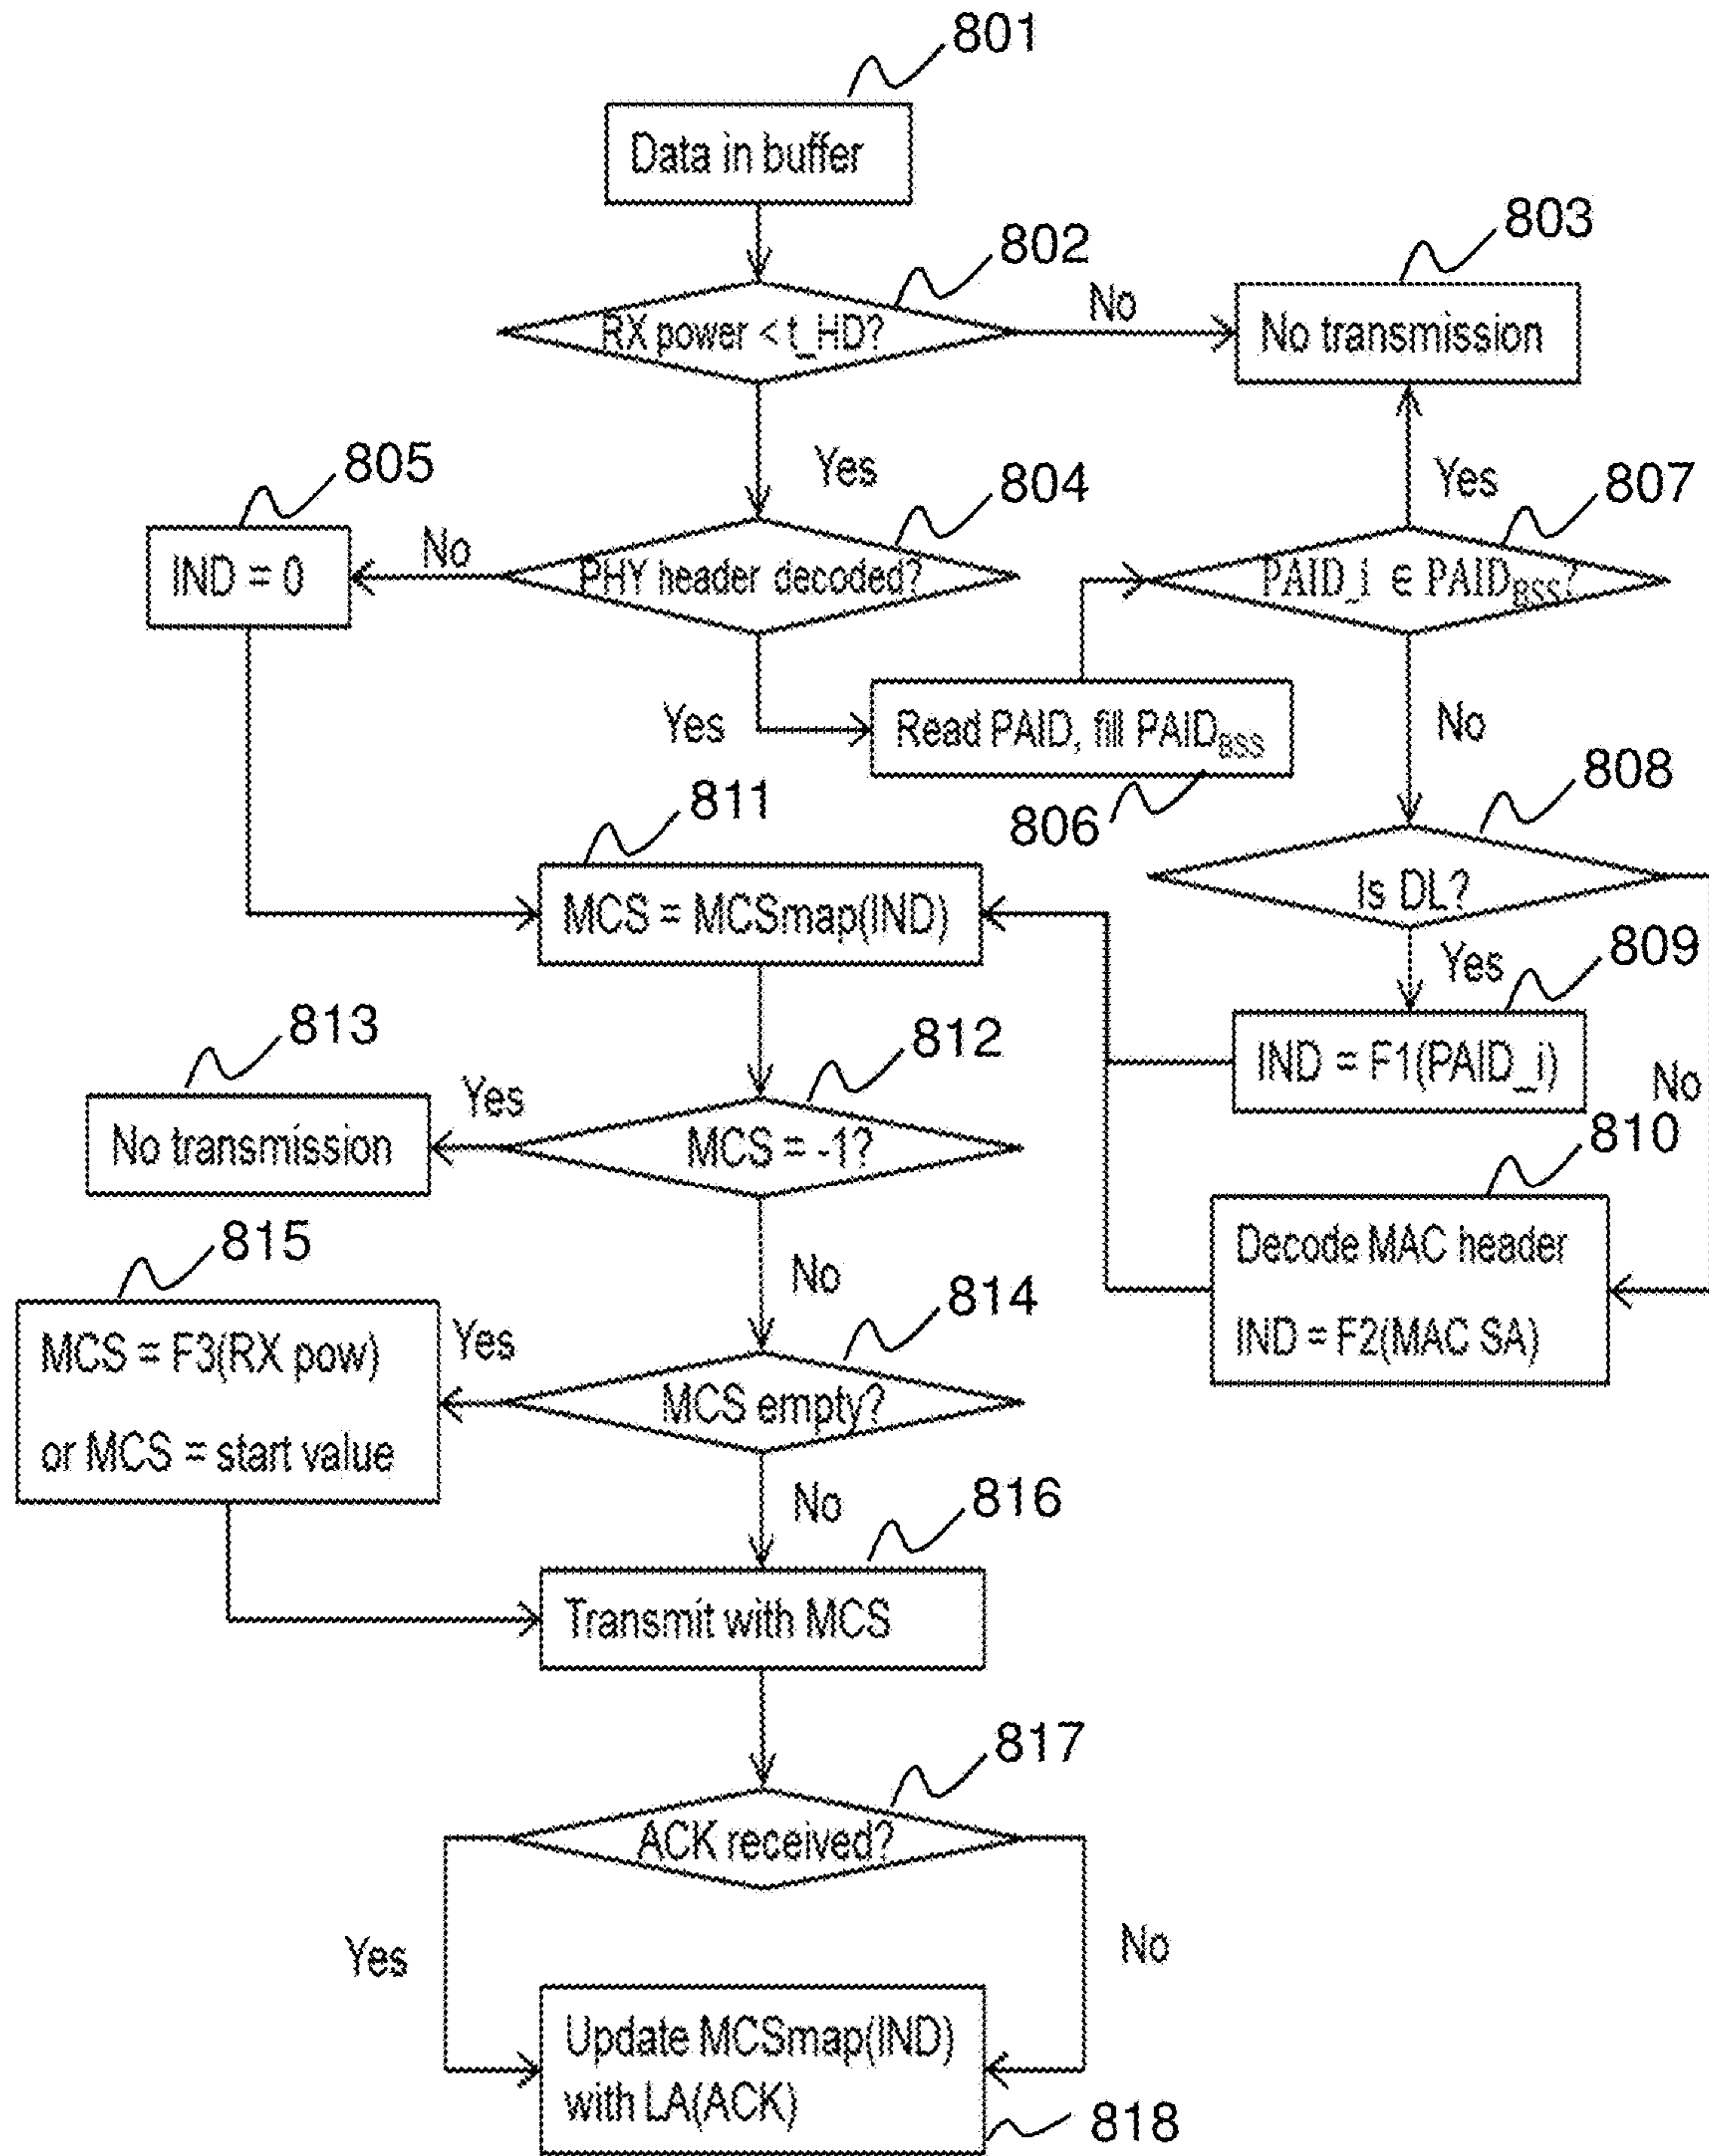 801
Data in buffer
802
803
RX power < t_HD?
No
No transmission
Yes
805
804
Yes
807
IND = 0
No
PHY header decoded?
PAID_i ∈ PAID_BSS?
Yes
Read PAID, fill PAID_BSS
No
806
811
808
MCS = MCSmap(IND)
Is DL?
Yes
809
IND = F1(PAID_i)
No
813
812
Yes
No transmission
MCS = -1?
810
Decode MAC header
IND = F2(MAC SA)
No
815
814
MCS = F3(RX pow)
or MCS = start value
Yes
MCS empty?
No
816
Transmit with MCS
817
ACK received?
Yes
No
Update MCSmap(IND)
with LA(ACK)
818